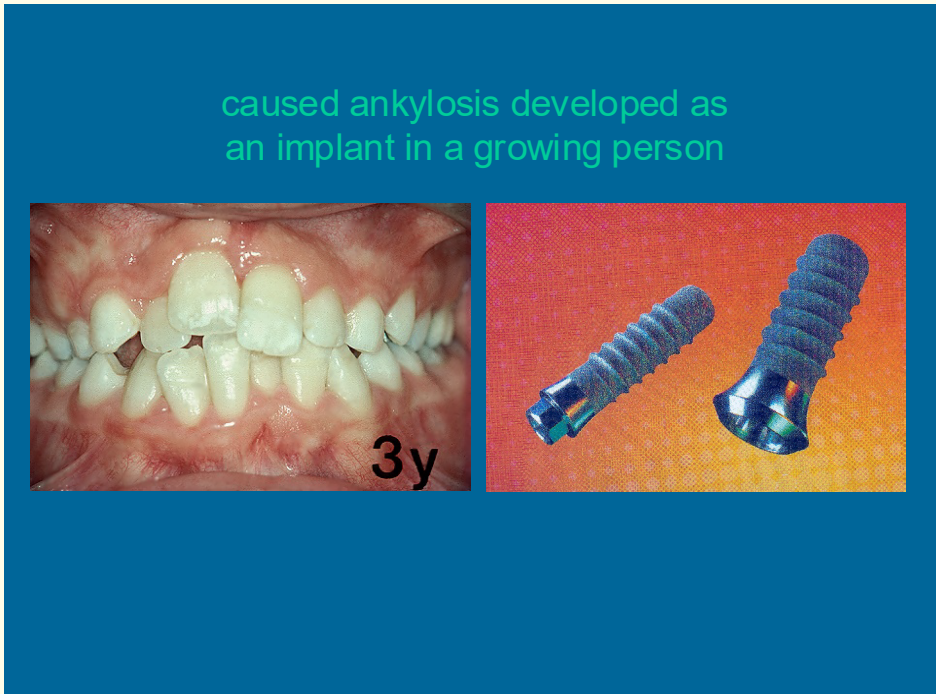 caused ankylosis developed as
an implant in a growing person
3y